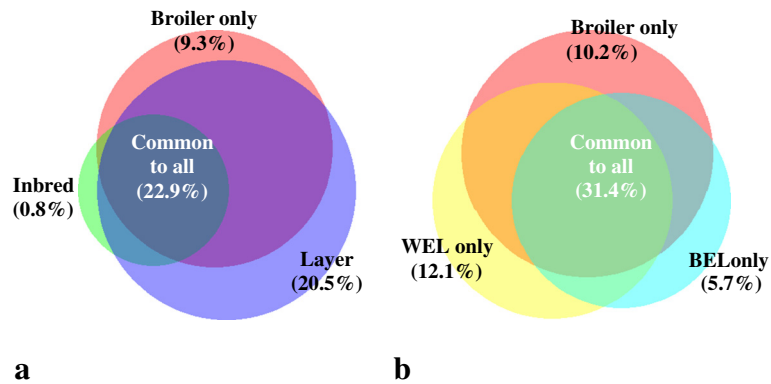 Broiler only
(9.3%)
Common
to all
(22.9%)
Inbred
(0.8%)
Layer
(20.5%)
a
Broiler only
(10.2%)
Common
to all
(31.4%)
WEL only
(12.1%)
BELonly
(5.7%)
b